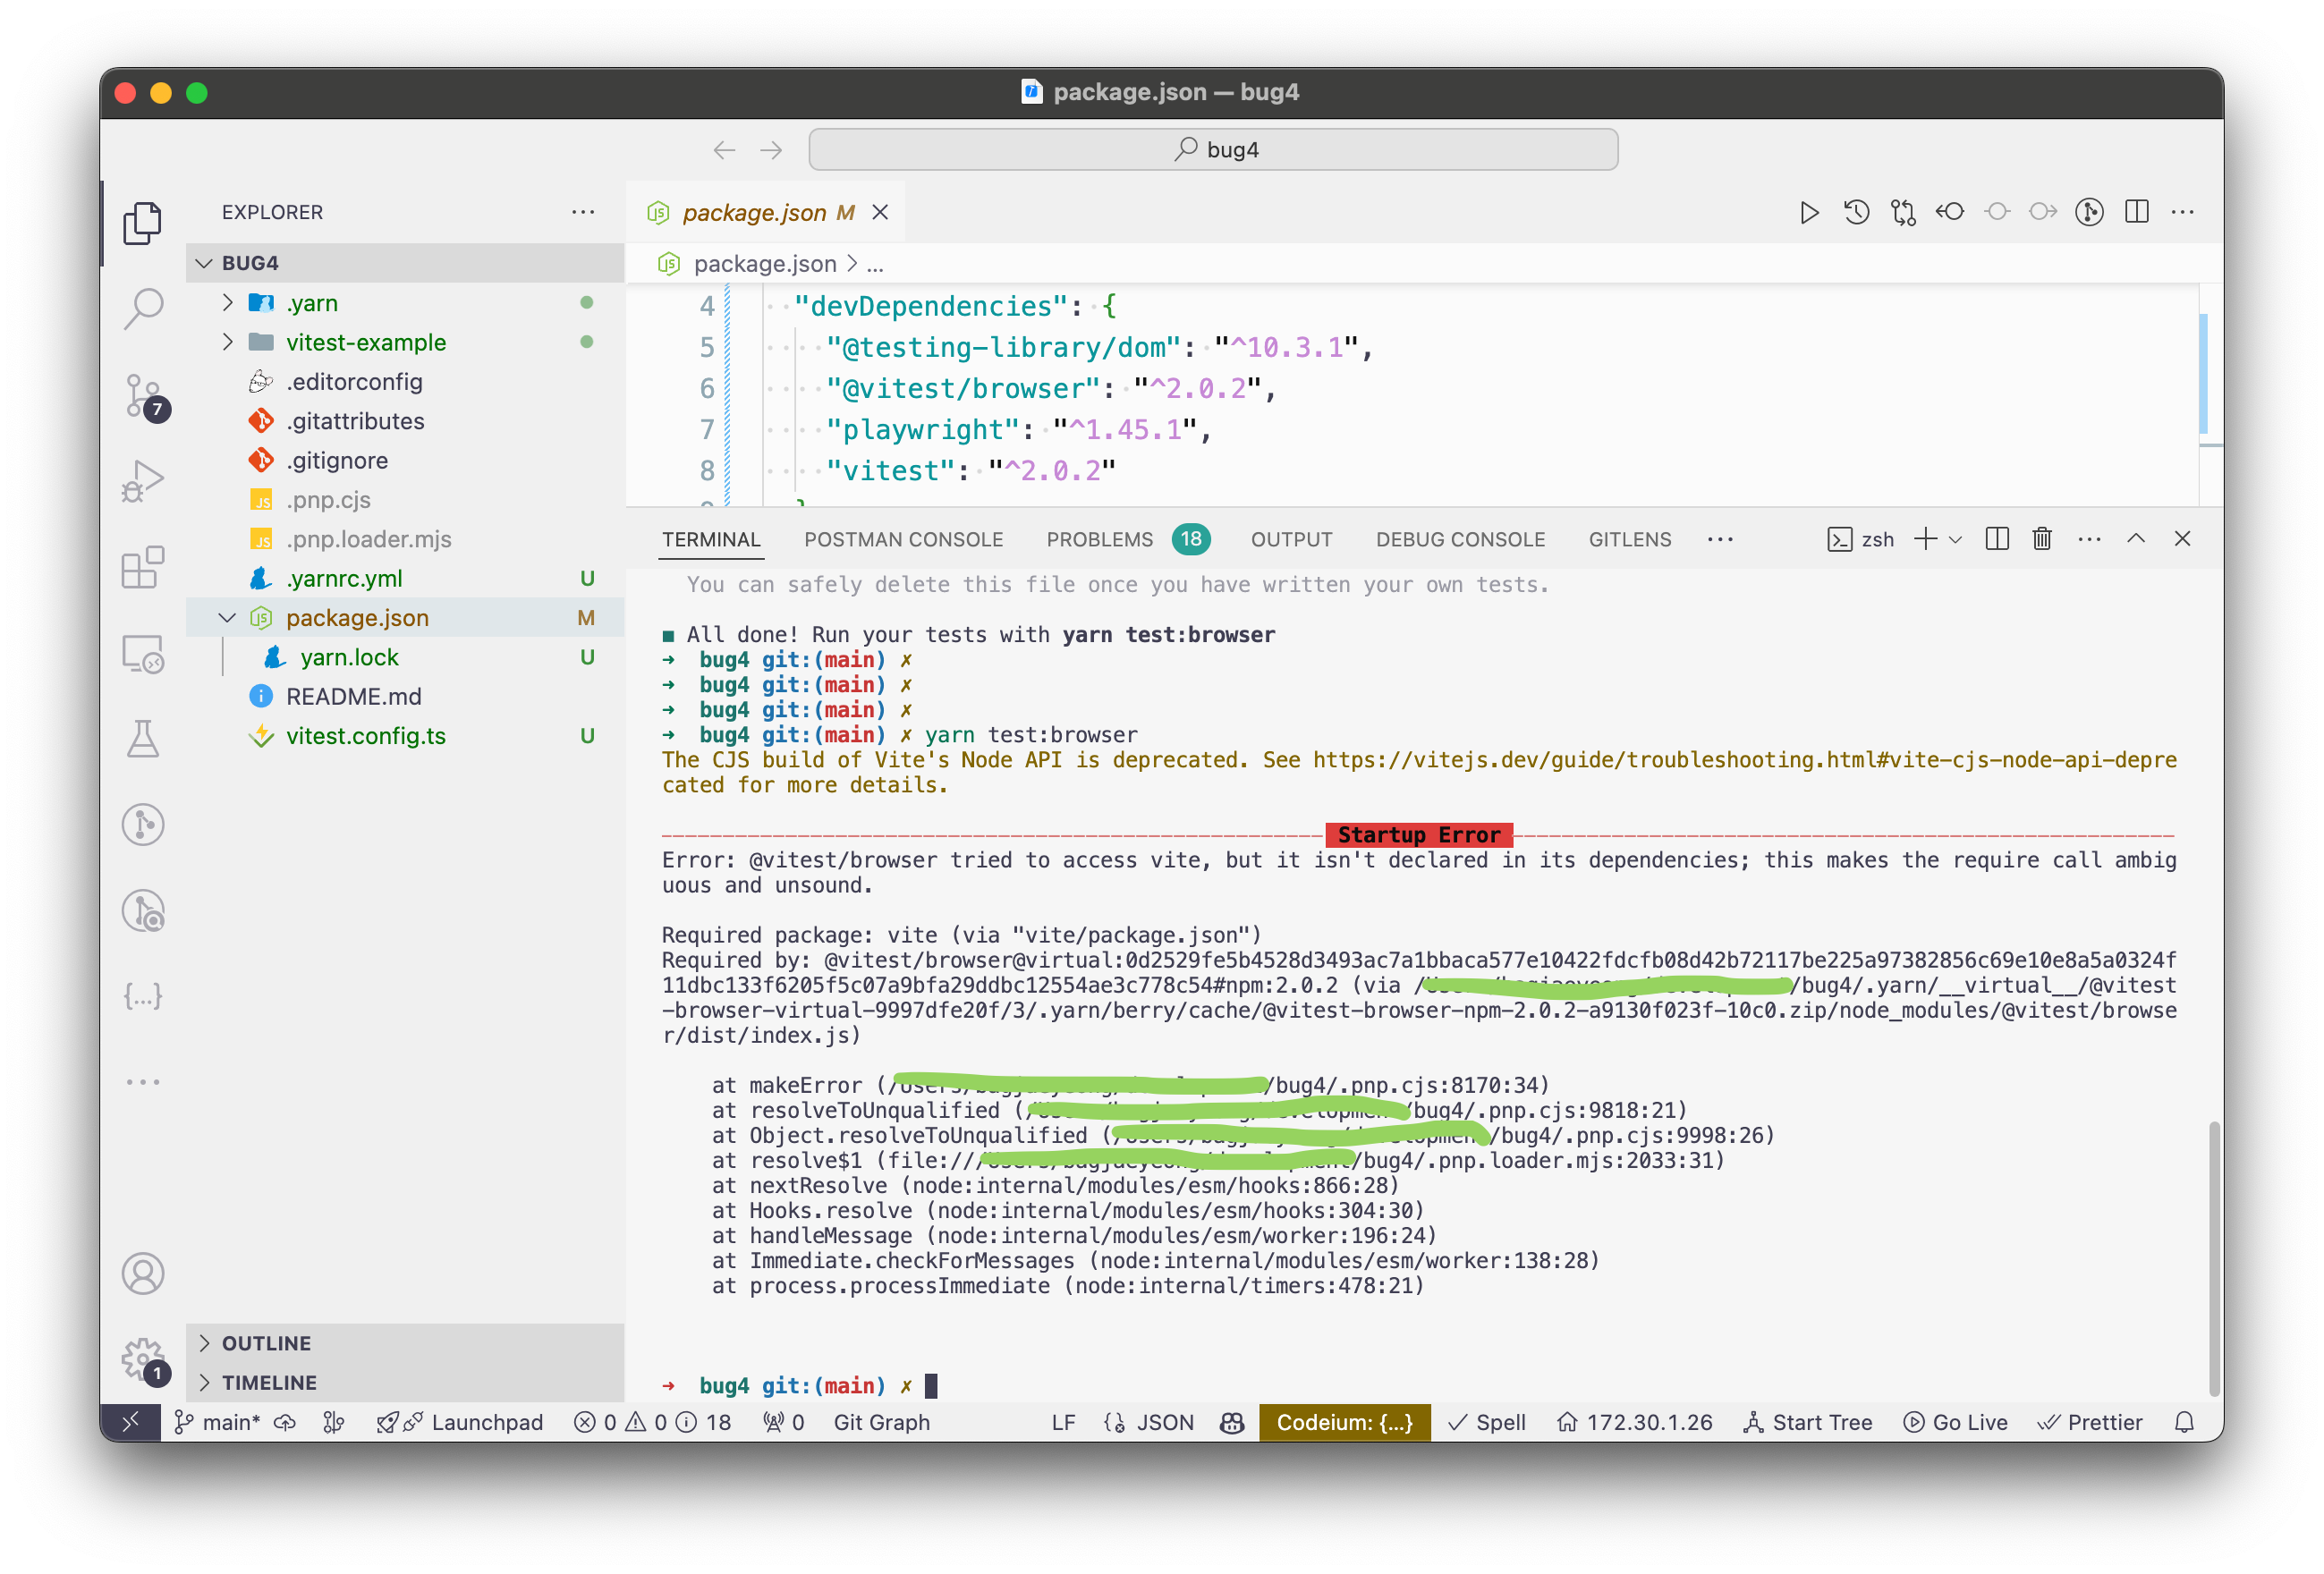 package.json — bug4
bug4
EXPLORER
BUG4
.yarn
vitest-example
.editorconfig
.gitattributes
.gitignore
.pnp.cjs
.pnp.loader.mjs
.yarnrc.yml U
package.json M
yarn.lock U
README.md
vitest.config.ts U
OUTLINE
TIMELINE
7
1
package.json M
package.json > ...
4 "devDependencies": {
5 "@testing-library/dom": "^10.3.1",
6 "@vitest/browser": "^2.0.2",
7 "playwright": "^1.45.1",
8 "vitest": "^2.0.2"
TERMINAL POSTMAN CONSOLE PROBLEMS 18 OUTPUT DEBUG CONSOLE GITLENS ... zsh
You can safely delete this file once you have written your own tests.
■ All done! Run your tests with yarn test:browser
→ bug4 git:(main) ✗
→ bug4 git:(main) ✗
→ bug4 git:(main) ✗
→ bug4 git:(main) ✗ yarn test:browser
The CJS build of Vite's Node API is deprecated. See https://vitejs.dev/guide/troubleshooting.html#vite-cjs-node-api-depre
cated for more details.
Startup Error
Error: @vitest/browser tried to access vite, but it isn't declared in its dependencies; this makes the require call ambig
uous and unsound.
Required package: vite (via "vite/package.json")
Required by: @vitest/browser@virtual:0d2529fe5b4528d3493ac7a1bbaca577e10422fdcfb08d42b72117be225a97382856c69e10e8a5a0324f
11dbc133f6205f5c07a9bfa29ddbc12554ae3c778c54#npm:2.0.2 (via / /bug4/.yarn/__virtual__/@vitest
-browser-virtual-9997dfe20f/3/.yarn/berry/cache/@vitest-browser-npm-2.0.2-a9130f023f-10c0.zip/node_modules/@vitest/browse
r/dist/index.js)
at makeError (/ /bug4/.pnp.cjs:8170:34)
at resolveToUnqualified (/ /bug4/.pnp.cjs:9818:21)
at Object.resolveToUnqualified (/ /bug4/.pnp.cjs:9998:26)
at resolve$1 (file:/// /bug4/.pnp.loader.mjs:2033:31)
at nextResolve (node:internal/modules/esm/hooks:866:28)
at Hooks.resolve (node:internal/modules/esm/hooks:304:30)
at handleMessage (node:internal/modules/esm/worker:196:24)
at Immediate.checkForMessages (node:internal/modules/esm/worker:138:28)
at process.processImmediate (node:internal/timers:478:21)
→ bug4 git:(main) ✗
main* Launchpad 0 0 18 0 Git Graph LF JSON Codeium: {...} Spell 172.30.1.26 Start Tree Go Live Prettier